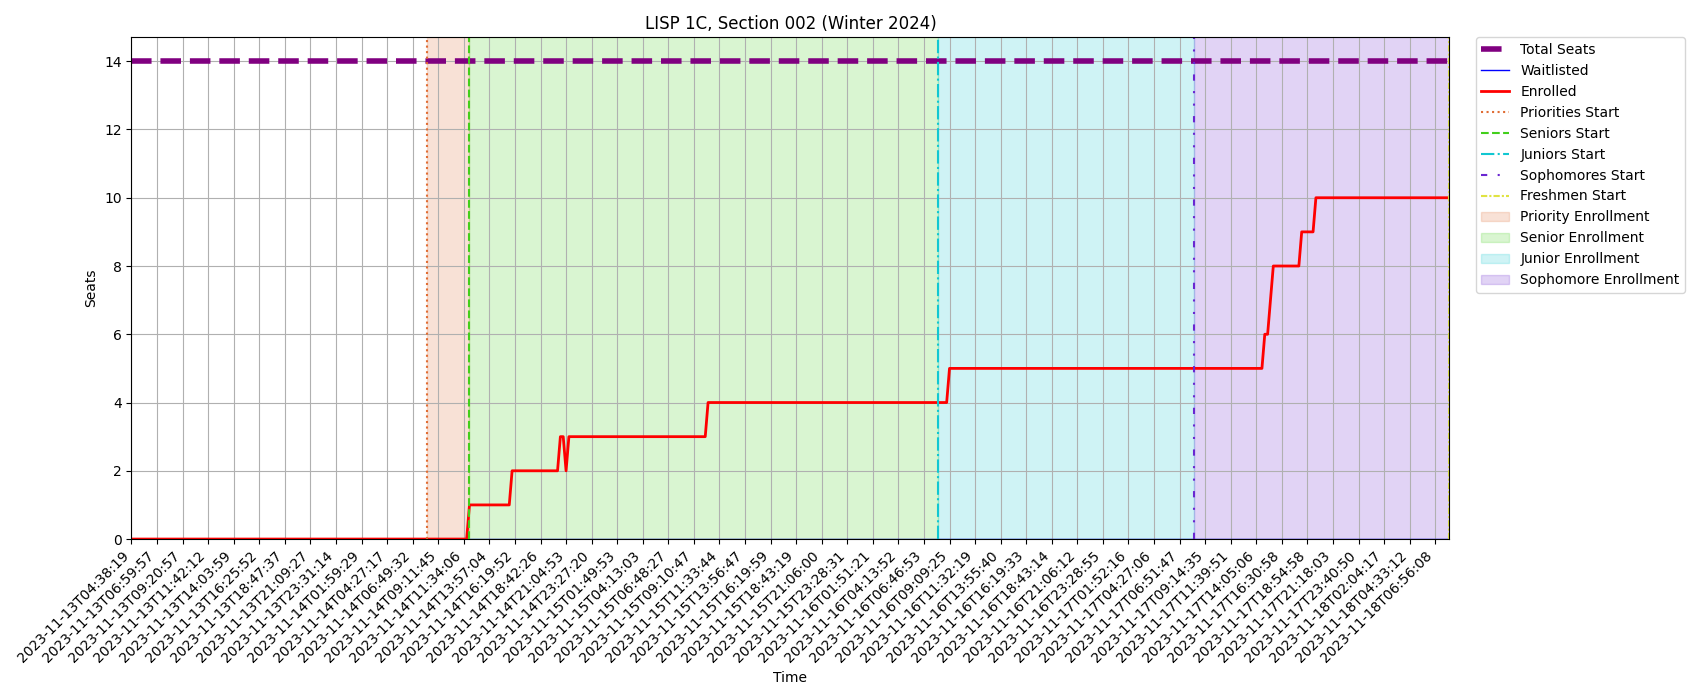 LISP 1C, Section 002 (Winter 2024)
14
12
10
8
6
4
2
0
Seats
2023-11-13T04:38:19
2023-11-13T06:59:57
2023-11-13T09:20:57
2023-11-13T11:42:12
2023-11-13T14:03:59
2023-11-13T16:25:52
2023-11-13T18:47:37
2023-11-13T21:09:27
2023-11-13T23:31:14
2023-11-14T01:59:29
2023-11-14T04:27:17
2023-11-14T06:49:32
2023-11-14T09:11:45
2023-11-14T11:34:06
2023-11-14T13:57:04
2023-11-14T16:19:52
2023-11-14T18:42:26
2023-11-14T21:04:53
2023-11-14T23:27:20
2023-11-15T01:49:53
2023-11-15T04:13:03
2023-11-15T06:48:27
2023-11-15T09:10:47
2023-11-15T11:33:44
2023-11-15T13:56:47
2023-11-15T16:19:59
2023-11-15T18:43:19
2023-11-15T21:06:00
2023-11-15T23:28:31
2023-11-16T01:51:21
2023-11-16T04:13:52
2023-11-16T06:46:53
2023-11-16T09:09:25
2023-11-16T11:32:19
2023-11-16T13:55:40
2023-11-16T16:19:33
2023-11-16T18:43:14
2023-11-16T21:06:12
2023-11-16T23:28:55
2023-11-17T01:52:16
2023-11-17T04:27:06
2023-11-17T06:51:47
2023-11-17T09:14:35
2023-11-17T11:39:51
2023-11-17T14:05:06
2023-11-17T16:30:58
2023-11-17T18:54:58
2023-11-17T21:18:03
2023-11-17T23:40:50
2023-11-18T02:04:17
2023-11-18T04:33:12
2023-11-18T06:56:08
Time
Total Seats
Waitlisted
Enrolled
Priorities Start
Seniors Start
Juniors Start
Sophomores Start
Freshmen Start
Priority Enrollment
Senior Enrollment
Junior Enrollment
Sophomore Enrollment